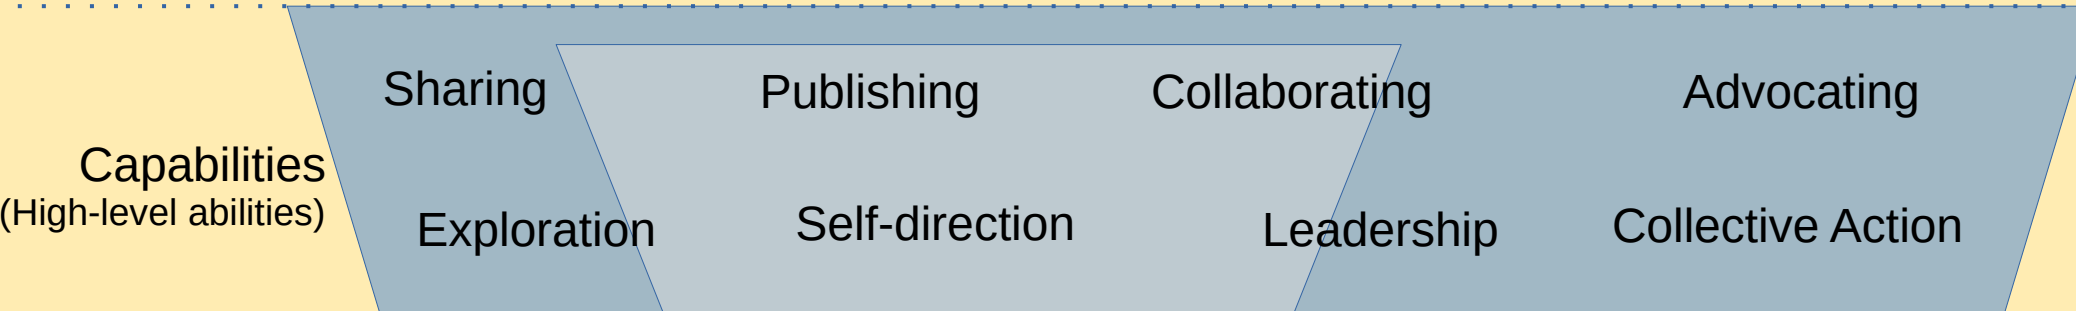 Sharing Publishing Collaborating Advocating
Capabilities
(High-level abilities)
Exploration Self-direction Leadership Collective Action